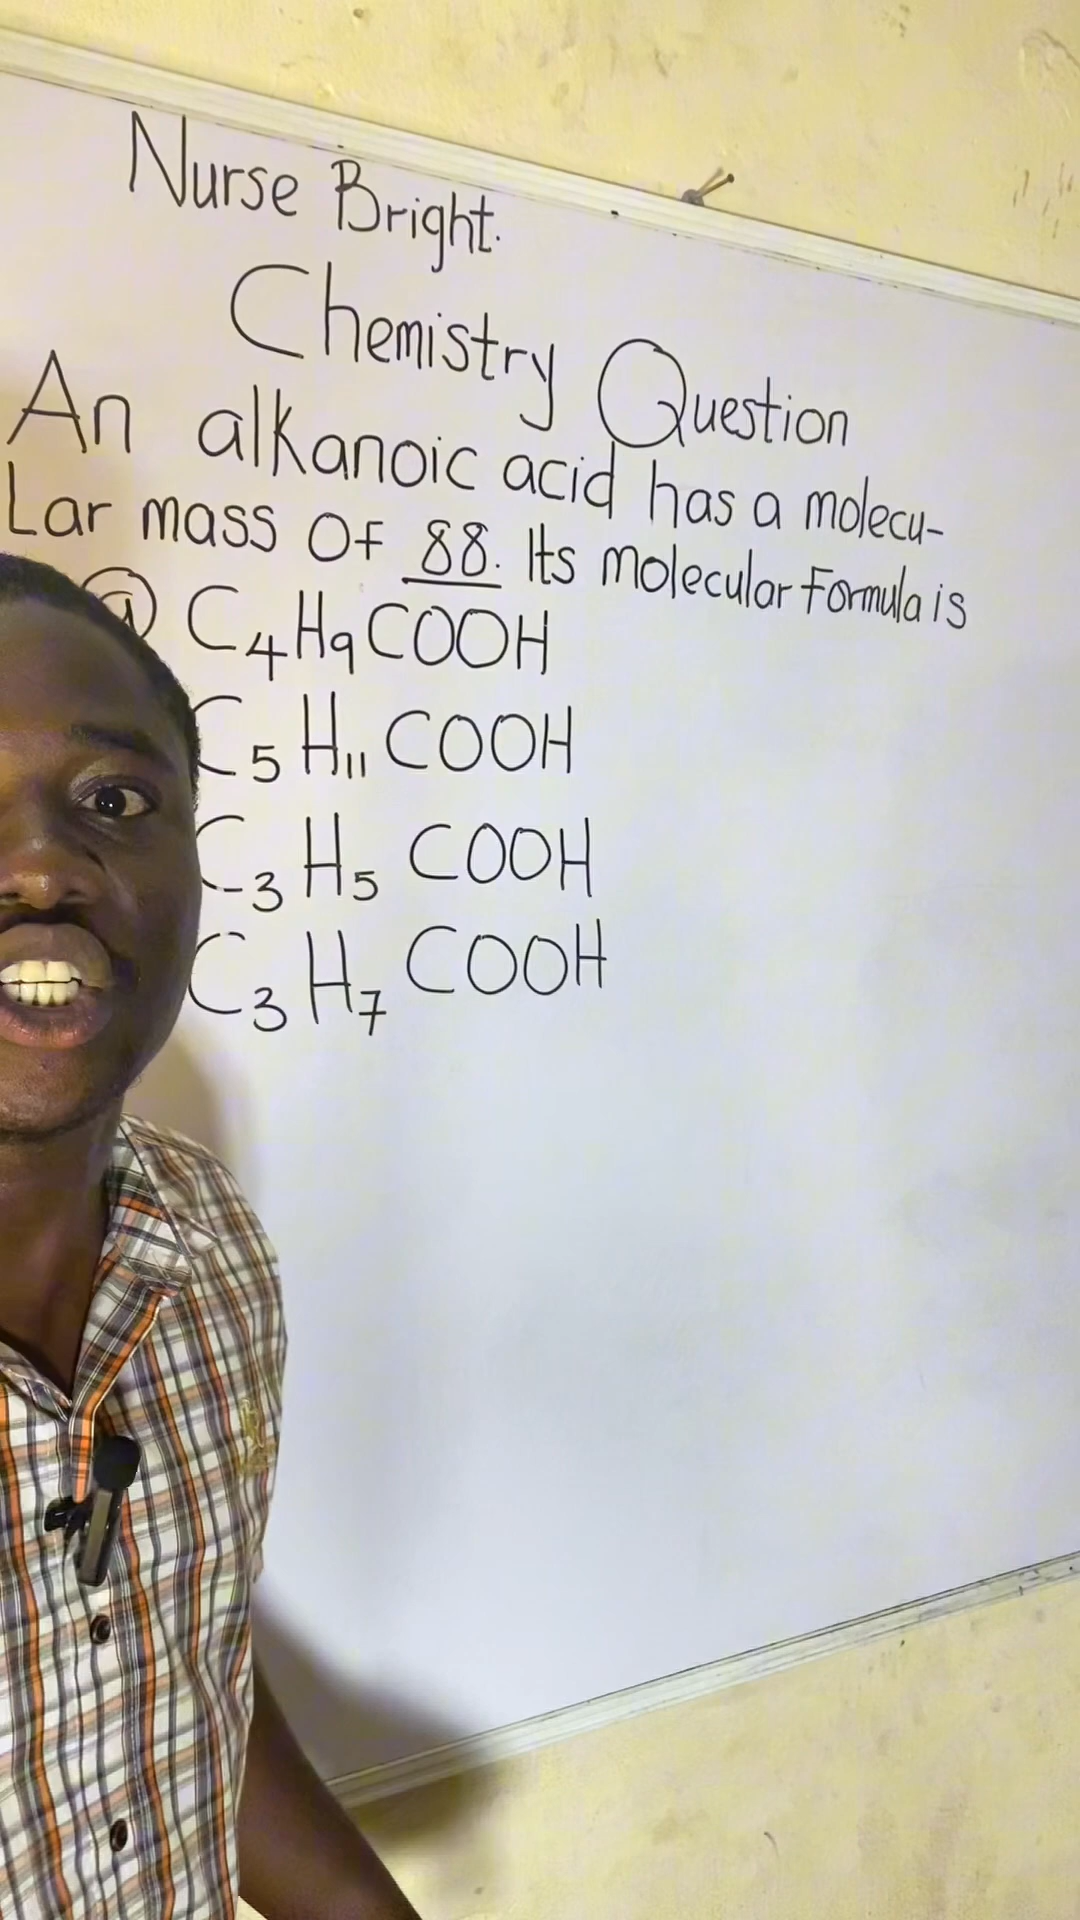 Nurse Bright.
Chemistry Question
An alkanoic acid has a molecu-
Lar mass Of 88. Its Molecular Formula is
C₄H₉COOH
C₅H₁₁COOH
C₃H₅COOH
C₃H₇COOH